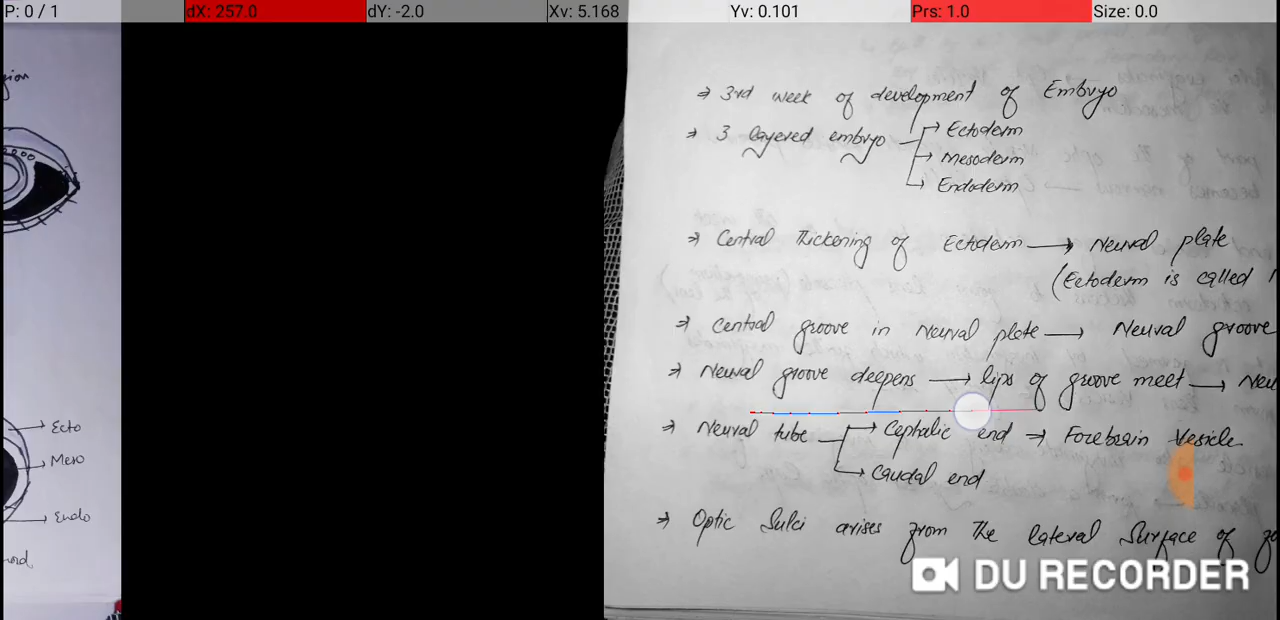 P: 0 / 1 dX: 257.0 dY: -2.0 Xv: 5.168 Yv: 0.101 Prs: 1.0 Size: 0.0
Ecto
Meso
Endo
⇒ 3rd week of development of Embryo
⇒ 3 layered embryo → Ectoderm
→ Mesoderm
→ Endoderm
⇒ Central Thickening of Ectoderm → Neural plate
(Ectoderm is called
⇒ Central groove in Neural plate → Neural groove
⇒ Neural groove deepens → lips of groove meet → Neu
⇒ Neural tube → Cephalic end → Forebrain Vesicle
→ Caudal end
⇒ Optic Sulci arises from The lateral Surface of
DU RECORDER